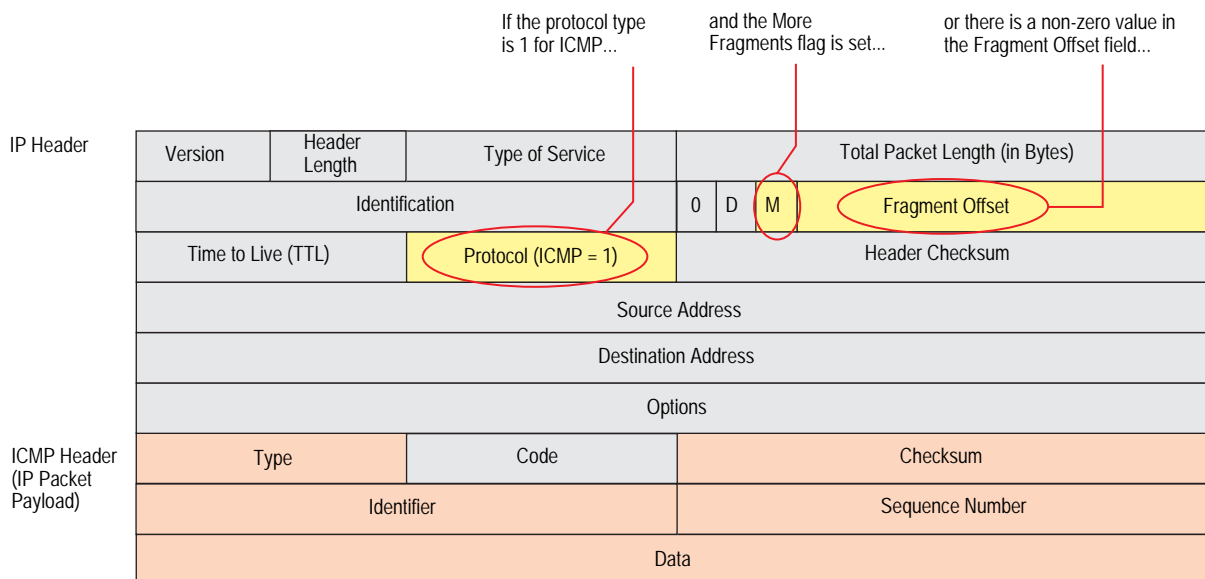 If the protocol type
is 1 for ICMP...
and the More
Fragments flag is set...
or there is a non-zero value in
the Fragment Offset field...
IP Header
Version
Header
Length
Type of Service
Total Packet Length (in Bytes)
Identification
0
D
M
Fragment Offset
Time to Live (TTL)
Protocol (ICMP = 1)
Header Checksum
Source Address
Destination Address
Options
ICMP Header
(IP Packet
Payload)
Type
Code
Checksum
Identifier
Sequence Number
Data